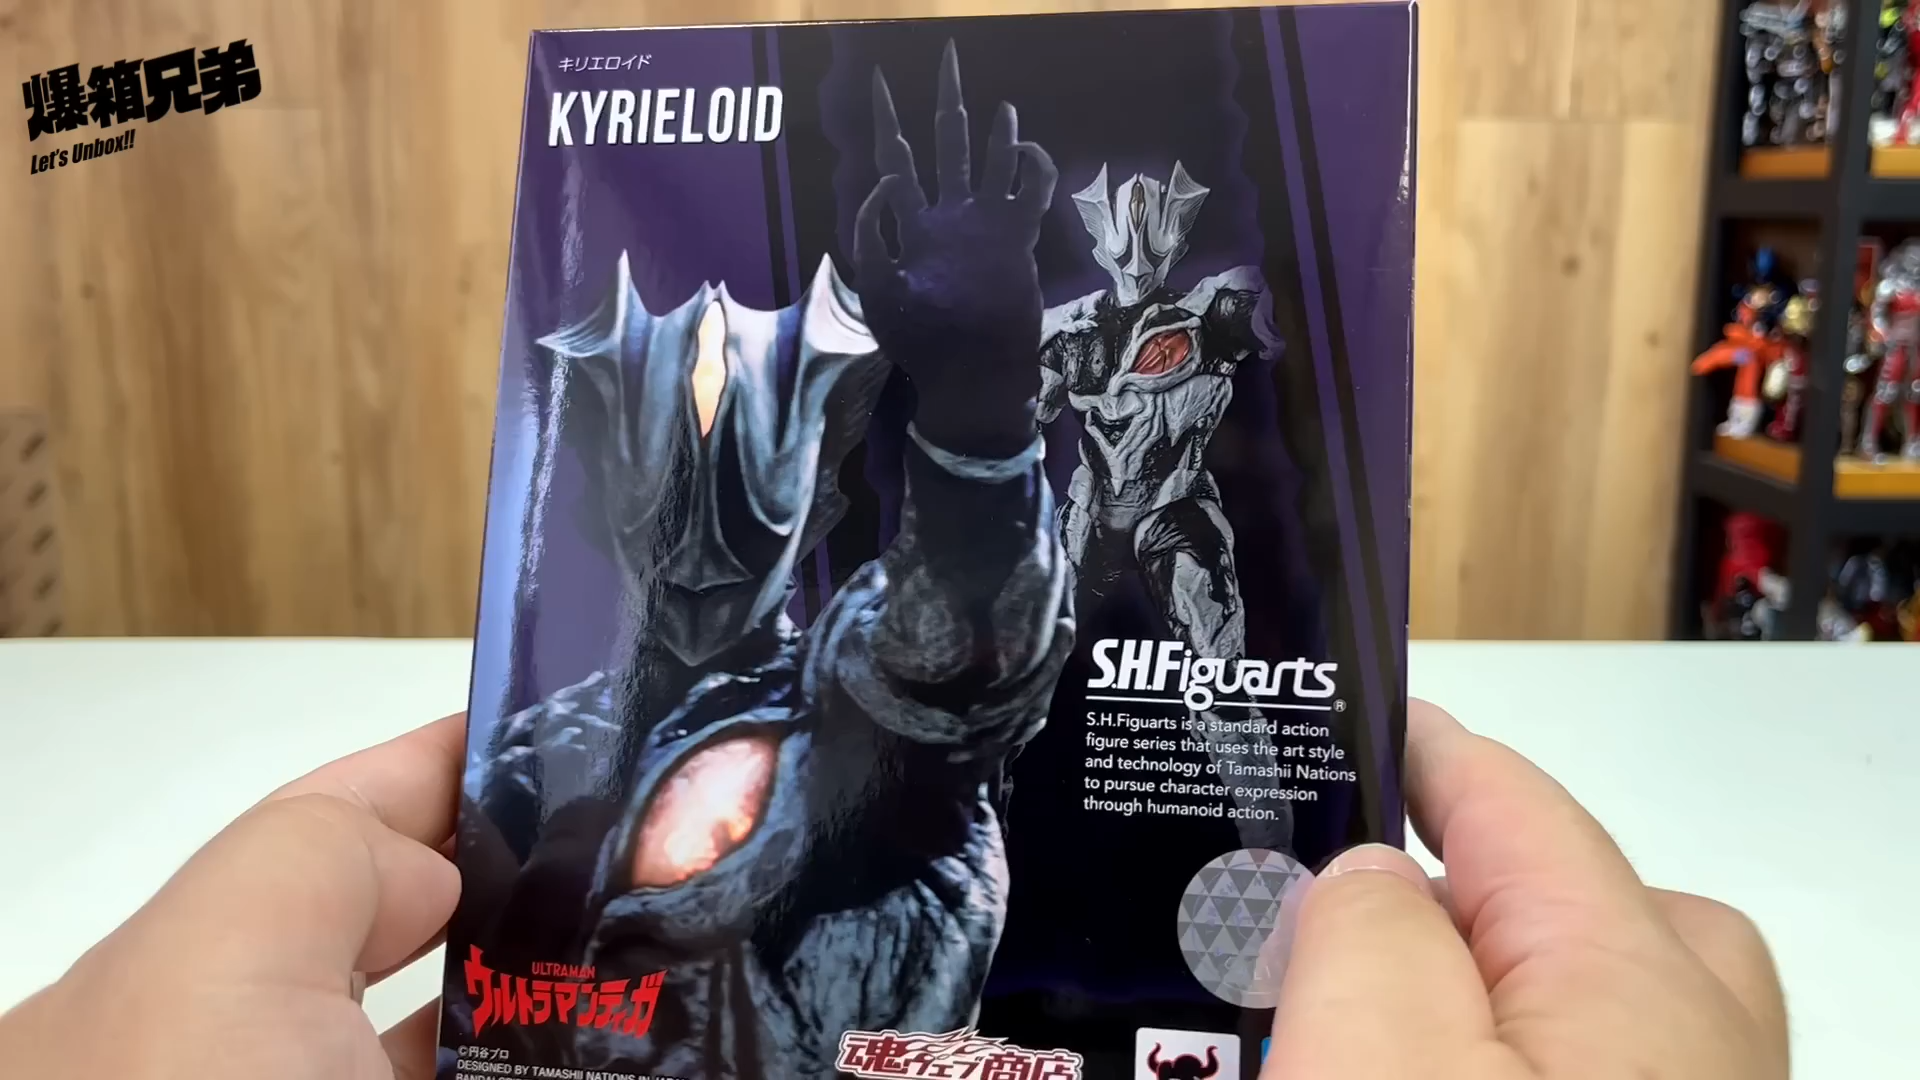 爆箱兄弟
Let's Unbox!!
キリエロイド
KYRIELOID
S.H.Figuarts
®
S.H.Figuarts is a standard action
figure series that uses the art style
and technology of Tamashii Nations
to pursue character expression
through humanoid action.
ULTRAMAN
ウルトラマンティガ
©円谷プロ
DESIGNED BY TAMASHII NATIONS IN
魂ウェブ商店